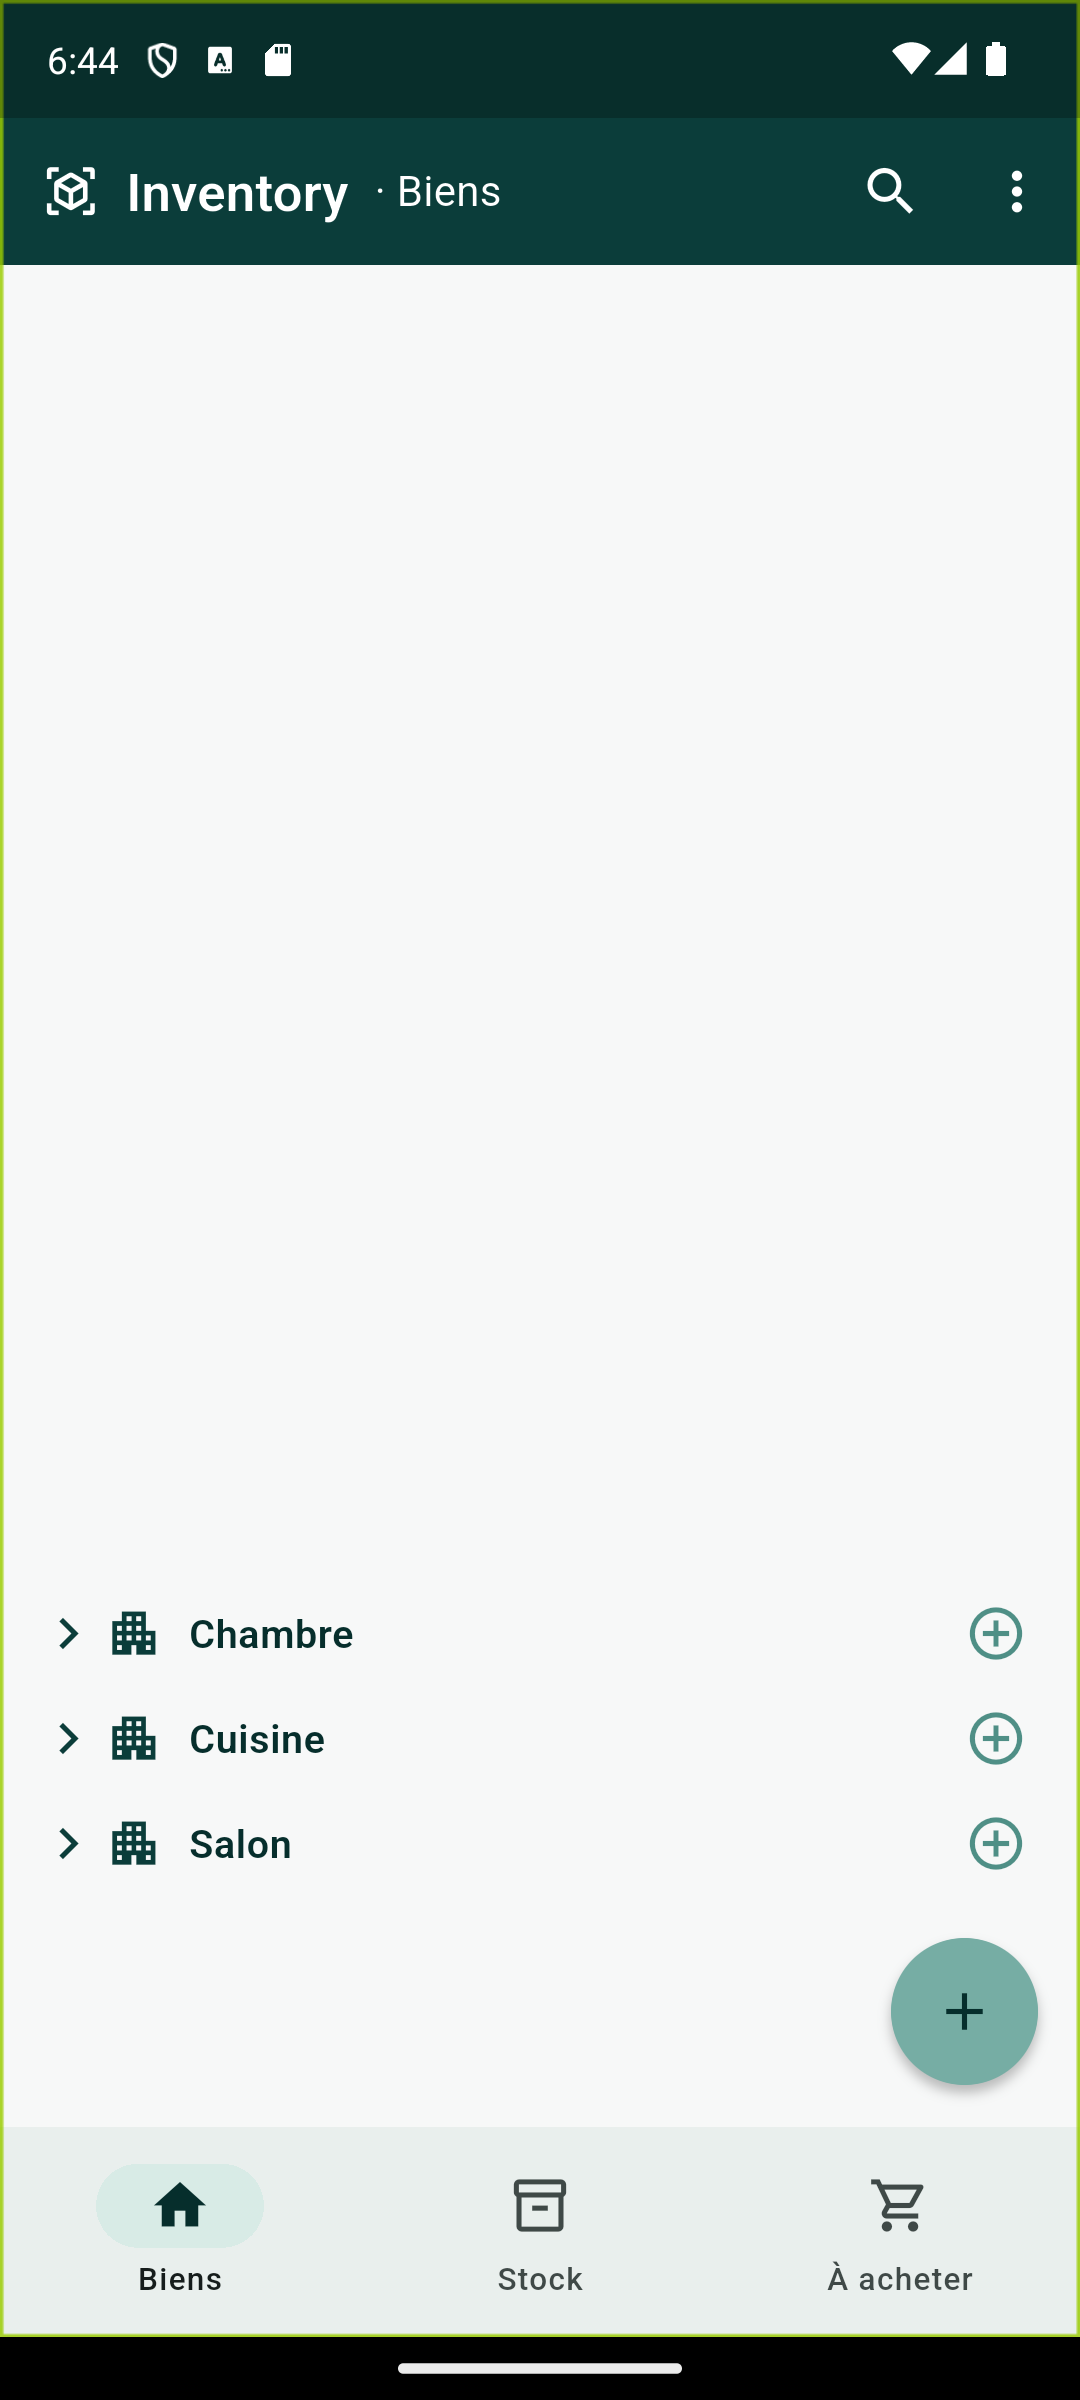 6:44
Inventory · Biens
Chambre
Cuisine
Salon
Biens
Stock
À acheter